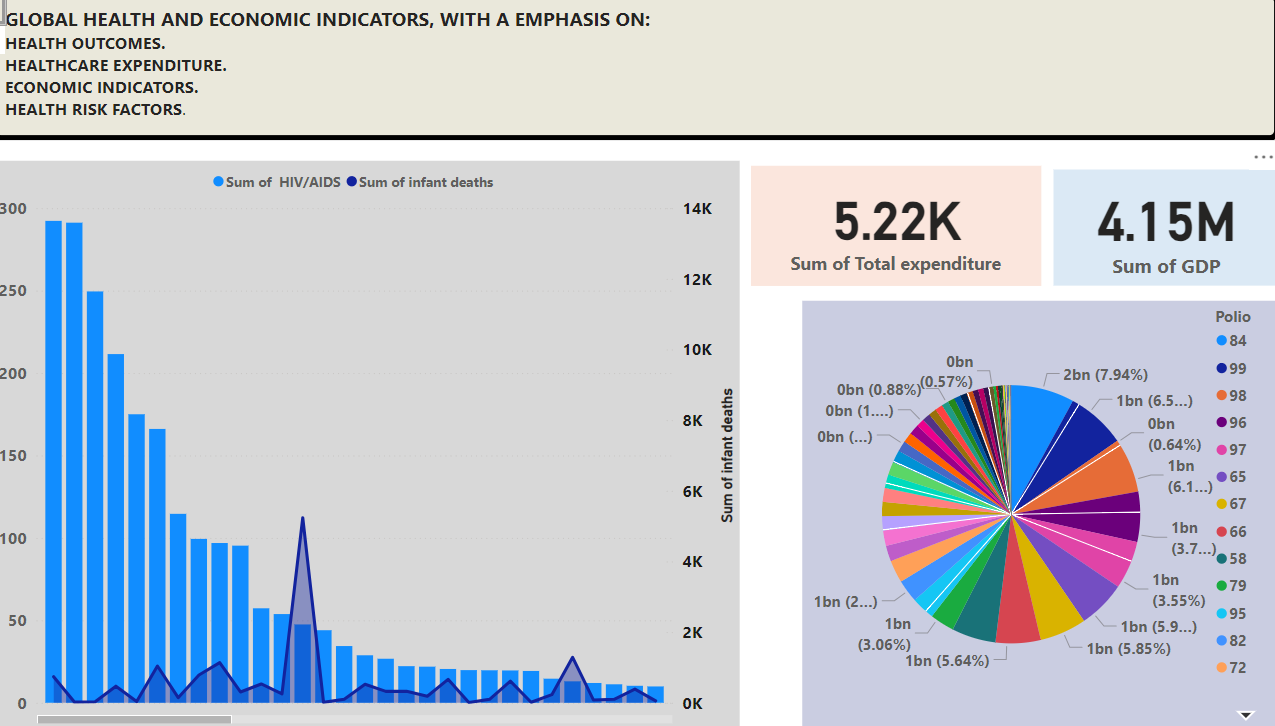 GLOBAL HEALTH AND ECONOMIC INDICATORS, WITH A EMPHASIS ON:
HEALTH OUTCOMES.
HEALTHCARE EXPENDITURE.
ECONOMIC INDICATORS.
HEALTH RISK FACTORS.
Sum of HIV/AIDS Sum of infant deaths
300
250
200
150
100
50
0
14K
12K
10K
8K
6K
4K
2K
0K
Sum of infant deaths
5.22K
Sum of Total expenditure
4.15M
Sum of GDP
0bn
(0.57%)
0bn (0.88%)
0bn (1....)
0bn (...)
2bn (7.94%)
1bn (6.5...)
0bn
(0.64%)
1bn
(6.1...)
1bn
(3.7...)
1bn
(3.55%)
1bn (5.9...)
1bn (5.85%)
1bn (5.64%)
1bn
(3.06%)
1bn (2...)
Polio
84
99
98
96
97
65
67
66
58
79
95
82
72